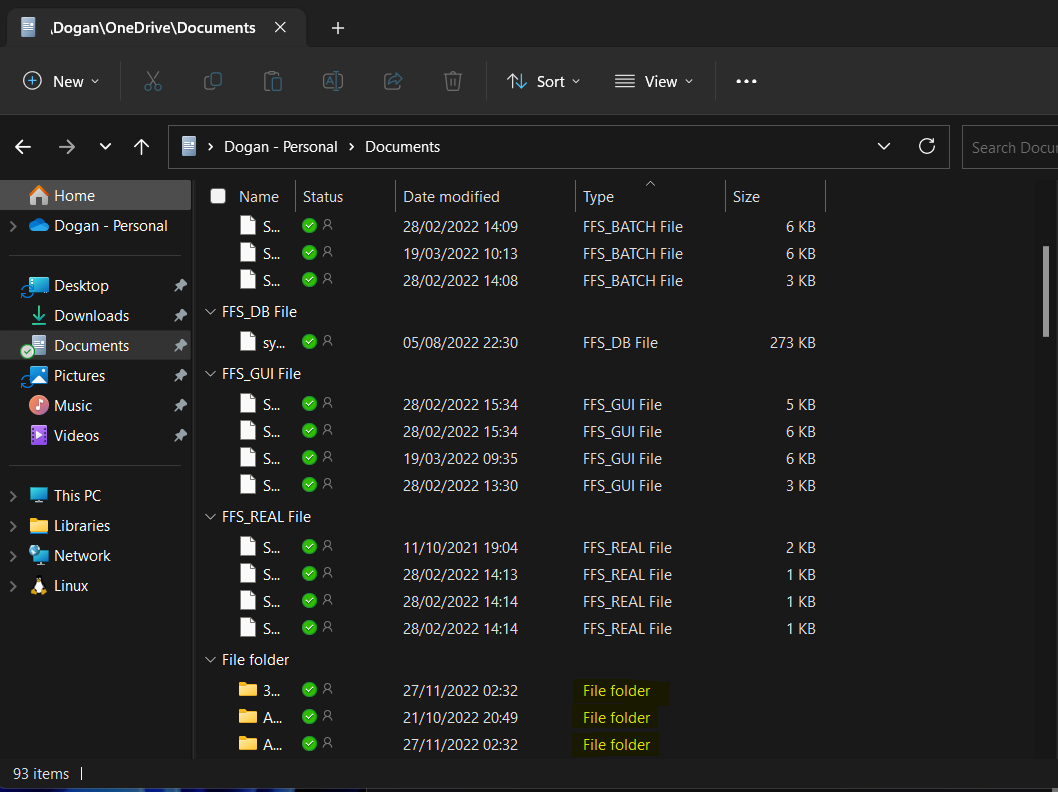 .Dogan\OneDrive\Documents
New
Sort
View
Dogan - Personal
Documents
Search Docu
Home
Dogan - Personal
Desktop
Downloads
Documents
Pictures
Music
Videos
This PC
Libraries
Network
Linux
Name Status Date modified Type Size
S... 28/02/2022 14:09 FFS_BATCH File 6 KB
S... 19/03/2022 10:13 FFS_BATCH File 6 KB
S... 28/02/2022 14:08 FFS_BATCH File 3 KB
FFS_DB File
sy... 05/08/2022 22:30 FFS_DB File 273 KB
FFS_GUI File
S... 28/02/2022 15:34 FFS_GUI File 5 KB
S... 28/02/2022 15:34 FFS_GUI File 6 KB
S... 19/03/2022 09:35 FFS_GUI File 6 KB
S... 28/02/2022 13:30 FFS_GUI File 3 KB
FFS_REAL File
S... 11/10/2021 19:04 FFS_REAL File 2 KB
S... 28/02/2022 14:13 FFS_REAL File 1 KB
S... 28/02/2022 14:14 FFS_REAL File 1 KB
S... 28/02/2022 14:14 FFS_REAL File 1 KB
File folder
3... 27/11/2022 02:32 File folder
A... 21/10/2022 20:49 File folder
A... 27/11/2022 02:32 File folder
93 items